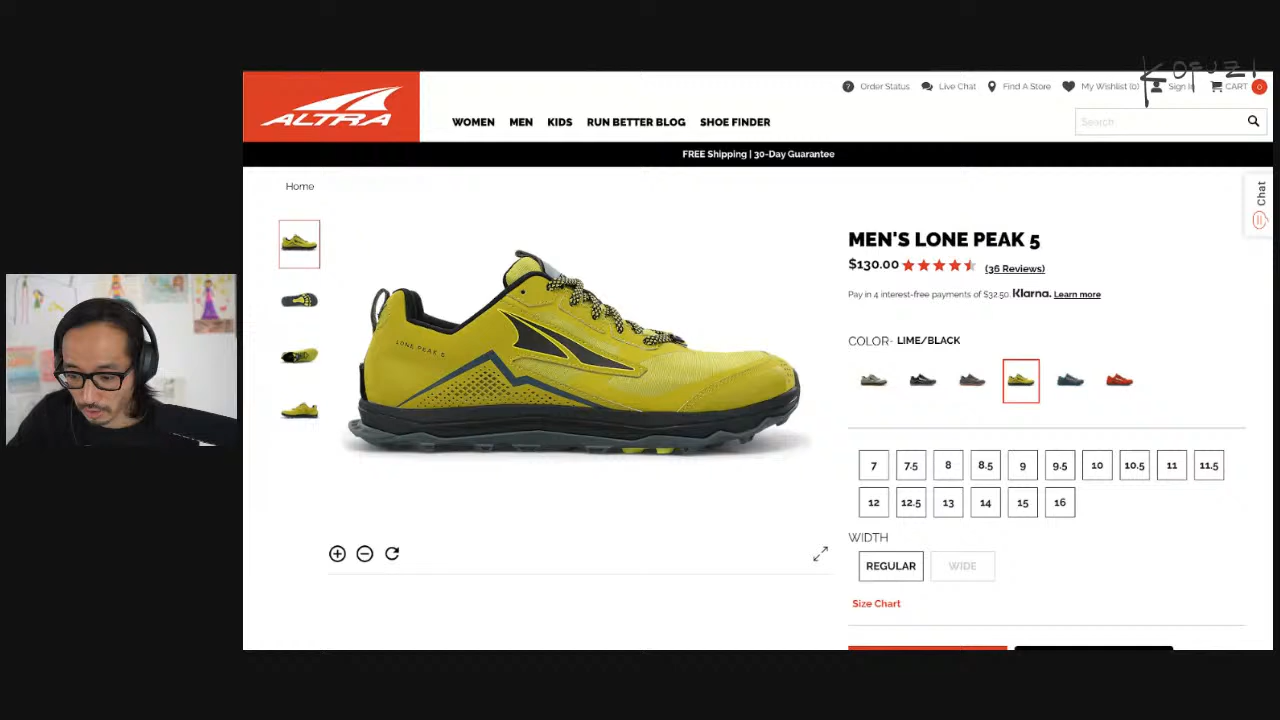 KOFUZI
Order Status
Live Chat
Find A Store
My Wishlist (0)
Sign In
CART
0
ALTRA
WOMEN
MEN
KIDS
RUN BETTER BLOG
SHOE FINDER
Search
FREE Shipping | 30-Day Guarantee
Home
Chat
MEN'S LONE PEAK 5
$130.00
(36 Reviews)
Pay in 4 interest-free payments of $32.50. Klarna. Learn more
COLOR- LIME/BLACK
LONE PEAK 5
7 7.5 8 8.5 9 9.5 10 10.5 11 11.5
12 12.5 13 14 15 16
WIDTH
REGULAR WIDE
Size Chart